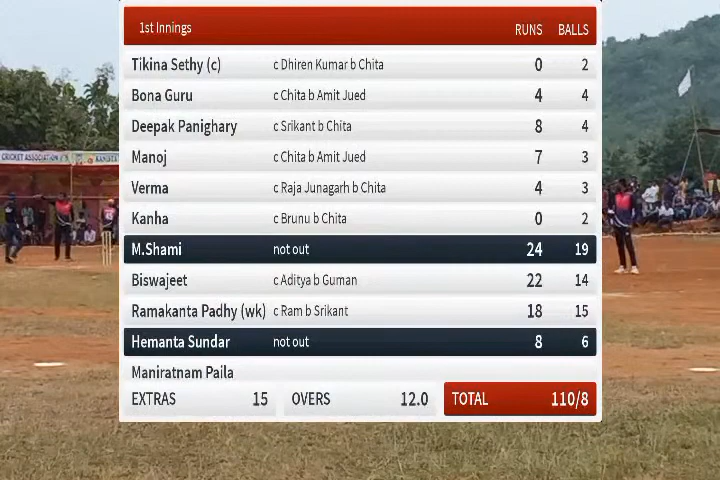 1st Innings RUNS BALLS
Tikina Sethy (c) c Dhiren Kumar b Chita 0 2
Bona Guru c Chita b Amit Jued 4 4
Deepak Panighary c Srikant b Chita 8 4
Manoj c Chita b Amit Jued 7 3
Verma c Raja Junagarh b Chita 4 3
Kanha c Brunu b Chita 0 2
M.Shami not out 24 19
Biswajeet c Aditya b Guman 22 14
Ramakanta Padhy (wk) c Ram b Srikant 18 15
Hemanta Sundar not out 8 6
Maniratnam Paila
EXTRAS 15 OVERS 12.0 TOTAL 110/8
CRICKET ASSOCIATION